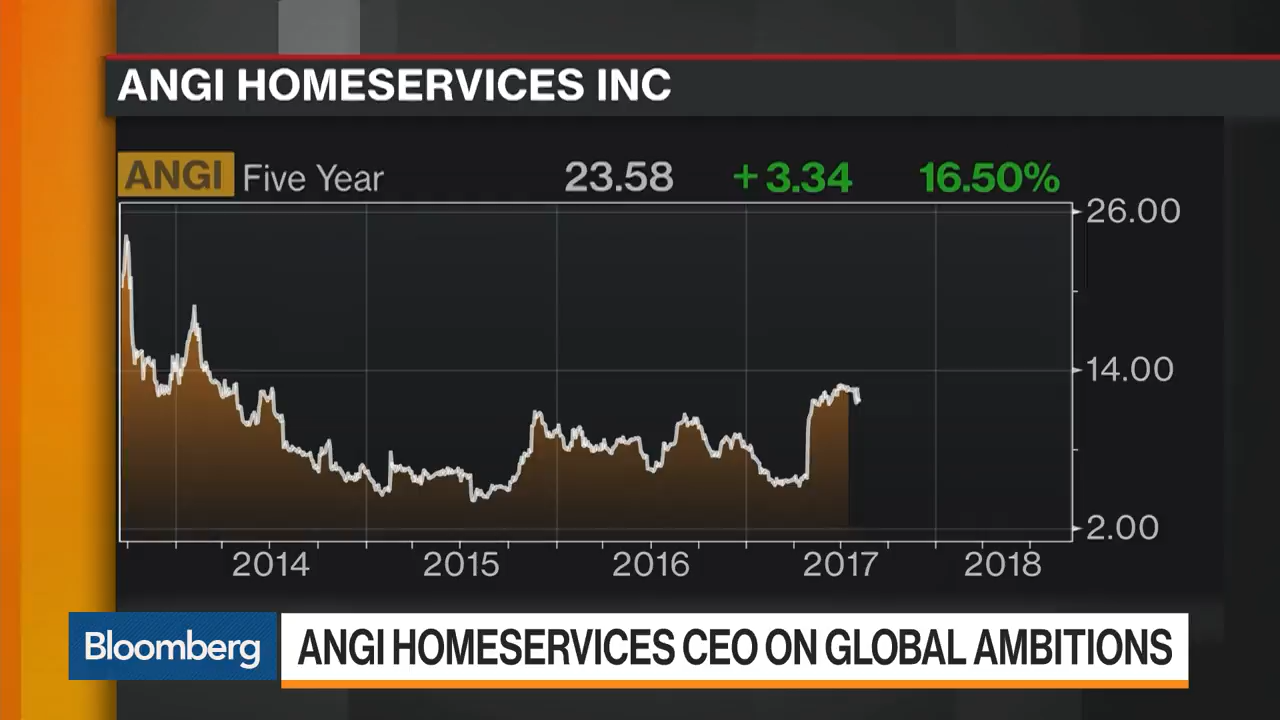 ANGI HOMESERVICES INC
ANGI Five Year 23.58 +3.34 16.50%
26.00
14.00
2.00
2014 2015 2016 2017 2018
Bloomberg
ANGI HOMESERVICES CEO ON GLOBAL AMBITIONS